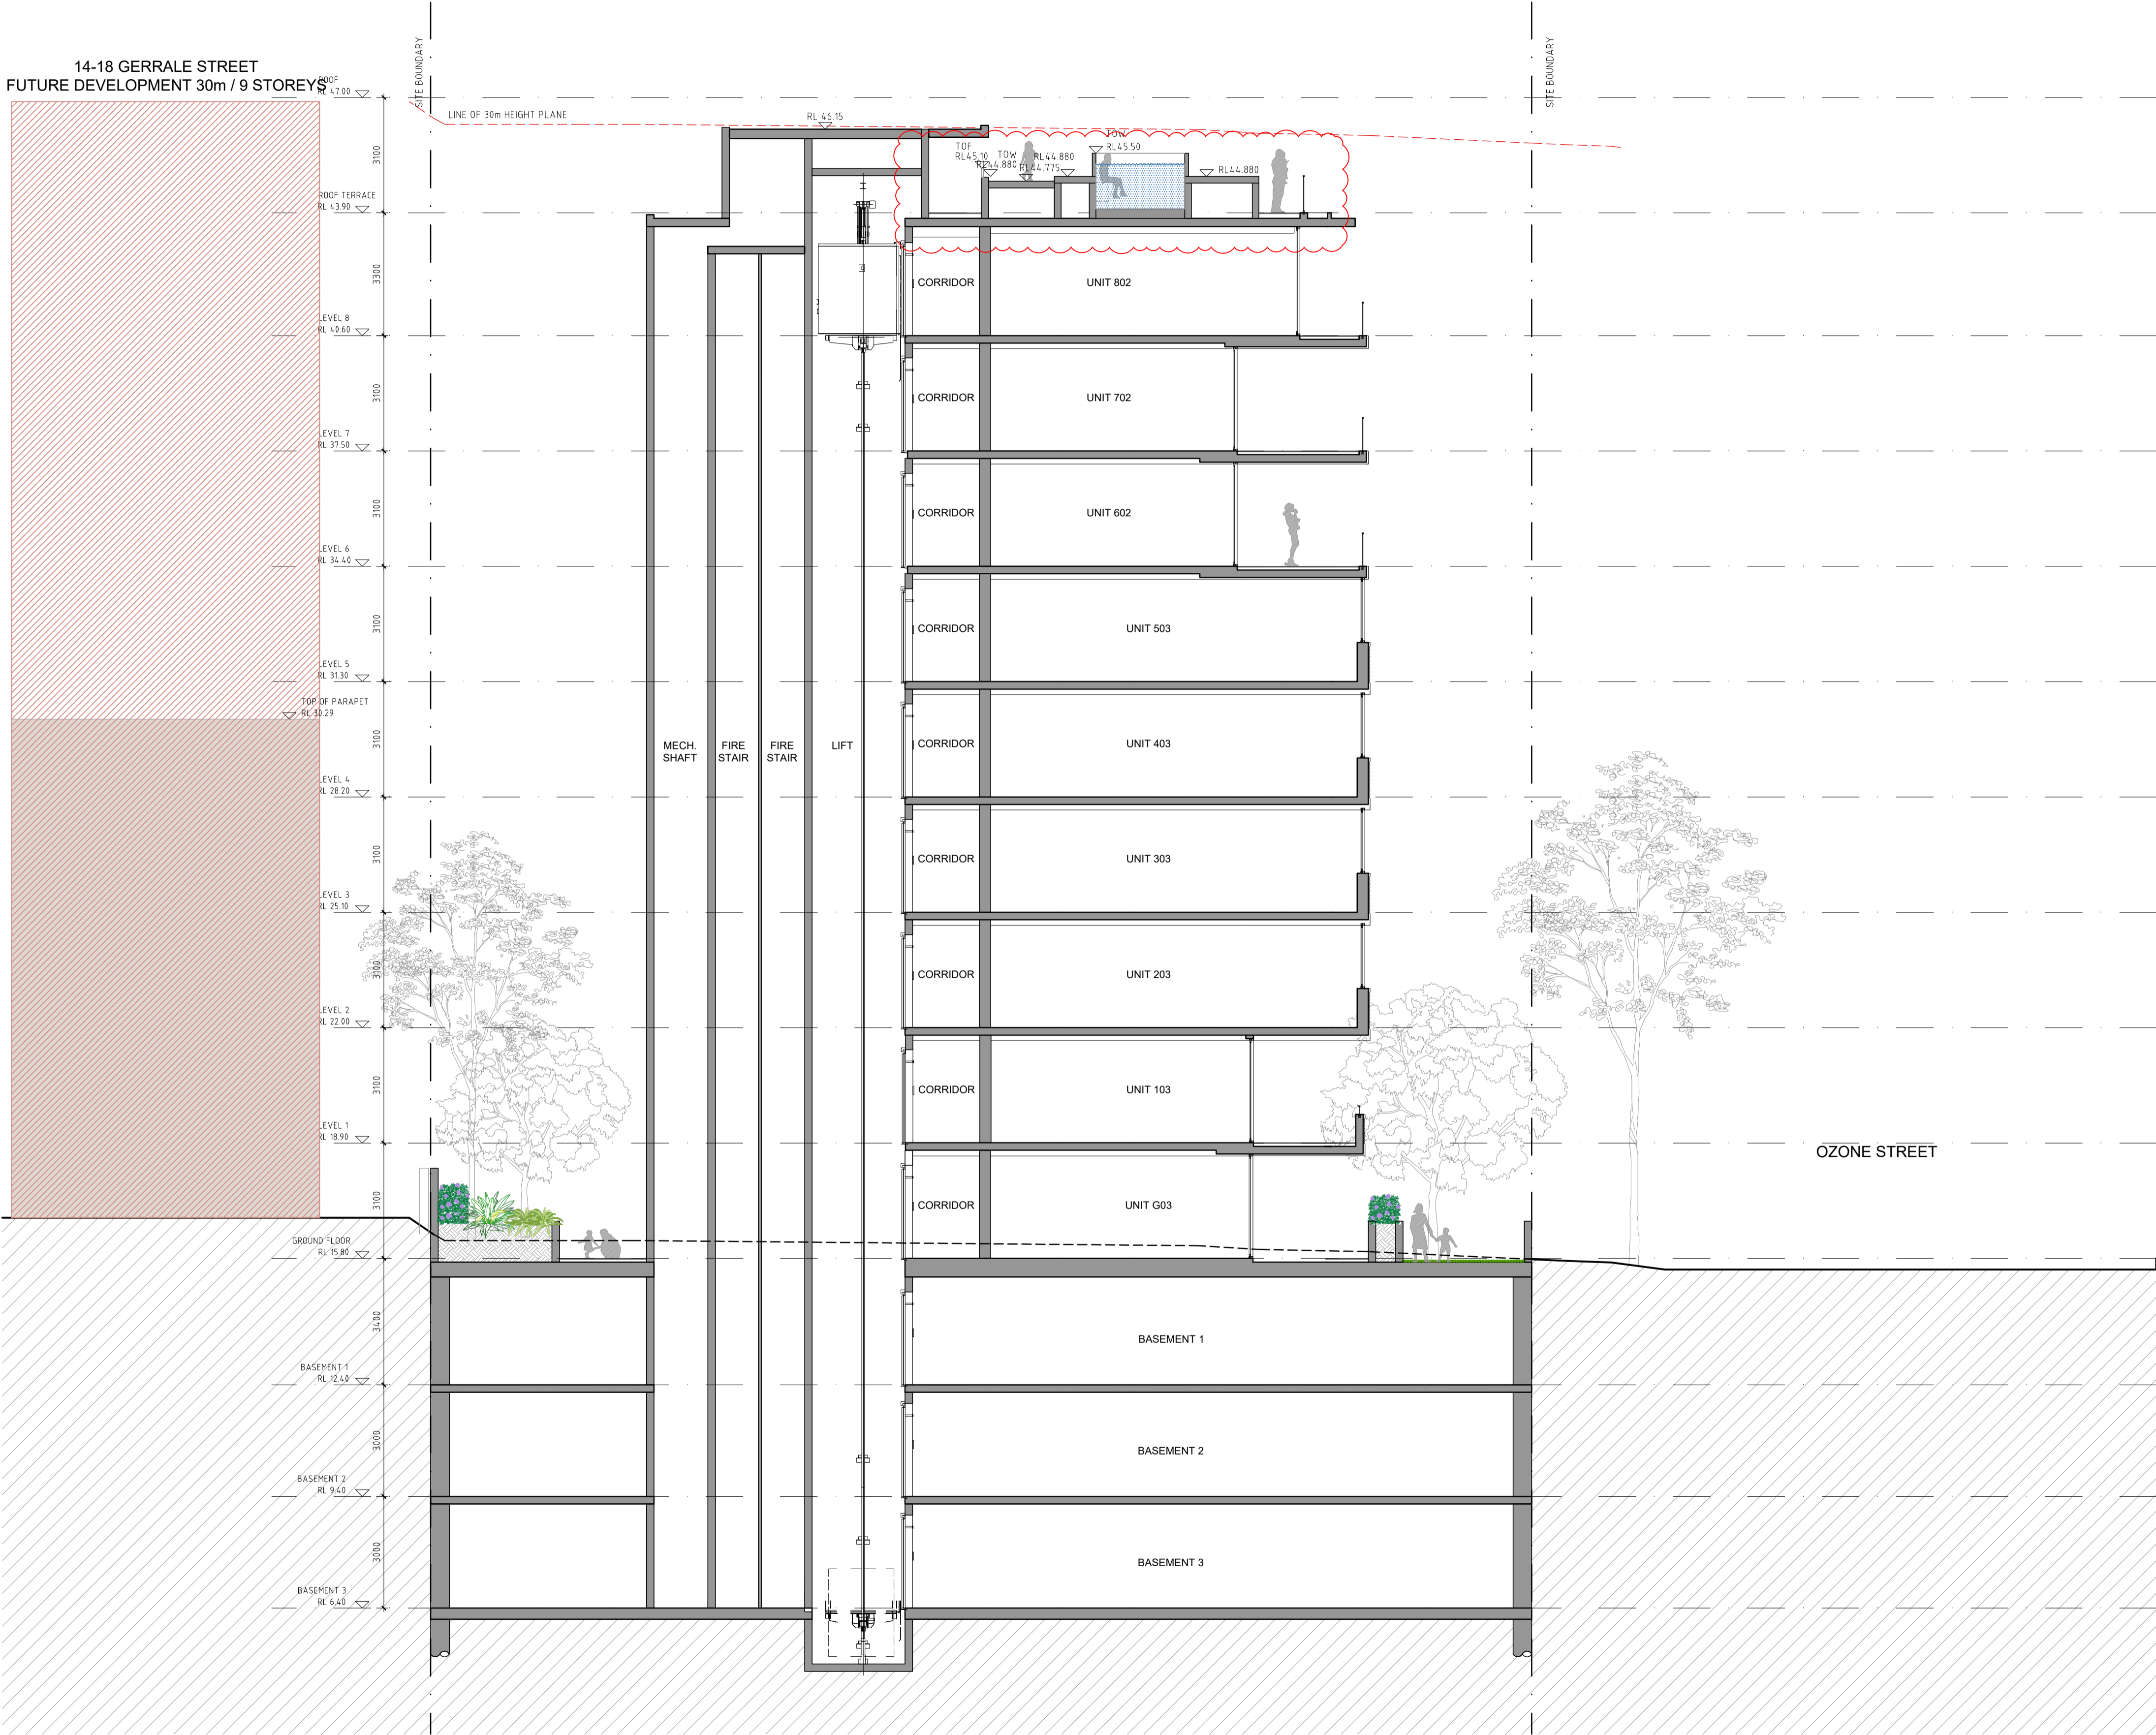 SITE BOUNDARY
SITE BOUNDARY
14-18 GERRALE STREET
FUTURE DEVELOPMENT 30m / 9 STOREYS
ROOF
RL 47.00
LINE OF 30m HEIGHT PLANE
RL 46.15
TOW
RL45.50
TOF
RL45.10
TOW
RL44.880
RL44.775
RL44.880
RL44.880
3100
ROOF TERRACE
RL 43.90
3300
CORRIDOR
UNIT 802
LEVEL 8
RL 40.60
3100
CORRIDOR
UNIT 702
LEVEL 7
RL 37.50
3100
CORRIDOR
UNIT 602
LEVEL 6
RL 34.40
3100
CORRIDOR
UNIT 503
LEVEL 5
RL 31.30
TOP OF PARAPET
RL 30.29
3100
MECH.
SHAFT
FIRE
STAIR
FIRE
STAIR
LIFT
CORRIDOR
UNIT 403
LEVEL 4
RL 28.20
3100
CORRIDOR
UNIT 303
LEVEL 3
RL 25.10
3100
CORRIDOR
UNIT 203
LEVEL 2
RL 22.00
3100
CORRIDOR
UNIT 103
LEVEL 1
RL 18.90
OZONE STREET
3100
CORRIDOR
UNIT G03
GROUND FLOOR
RL 15.80
3400
BASEMENT 1
BASEMENT 1
RL 12.40
3000
BASEMENT 2
BASEMENT 2
RL 9.40
3000
BASEMENT 3
BASEMENT 3
RL 6.40